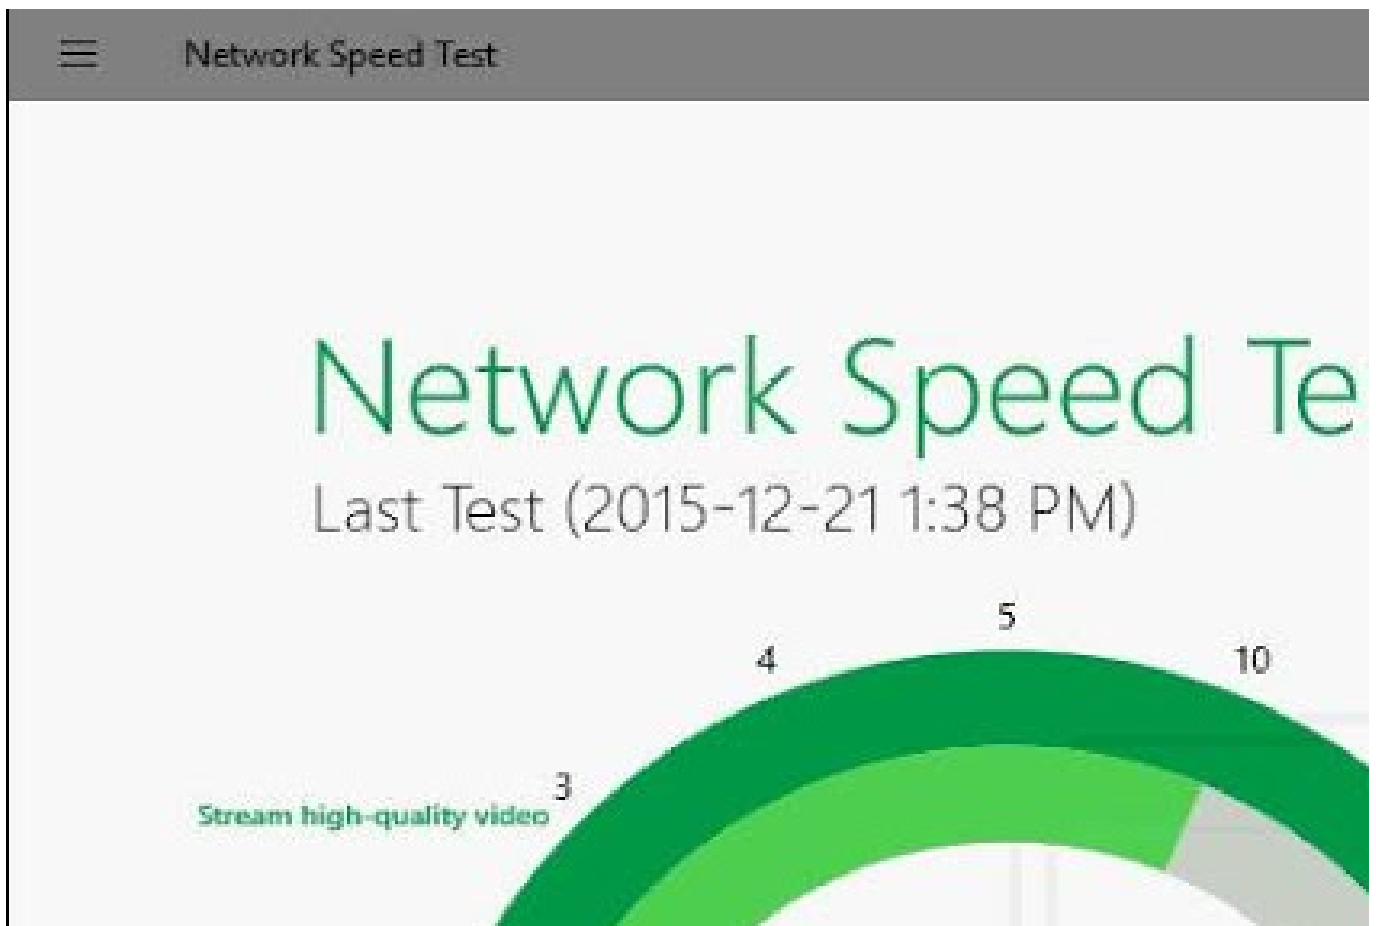 Network Speed Test
Network Speed Te
Last Test (2015-12-21 1:38 PM)
5
4
10
3
Stream high-quality video